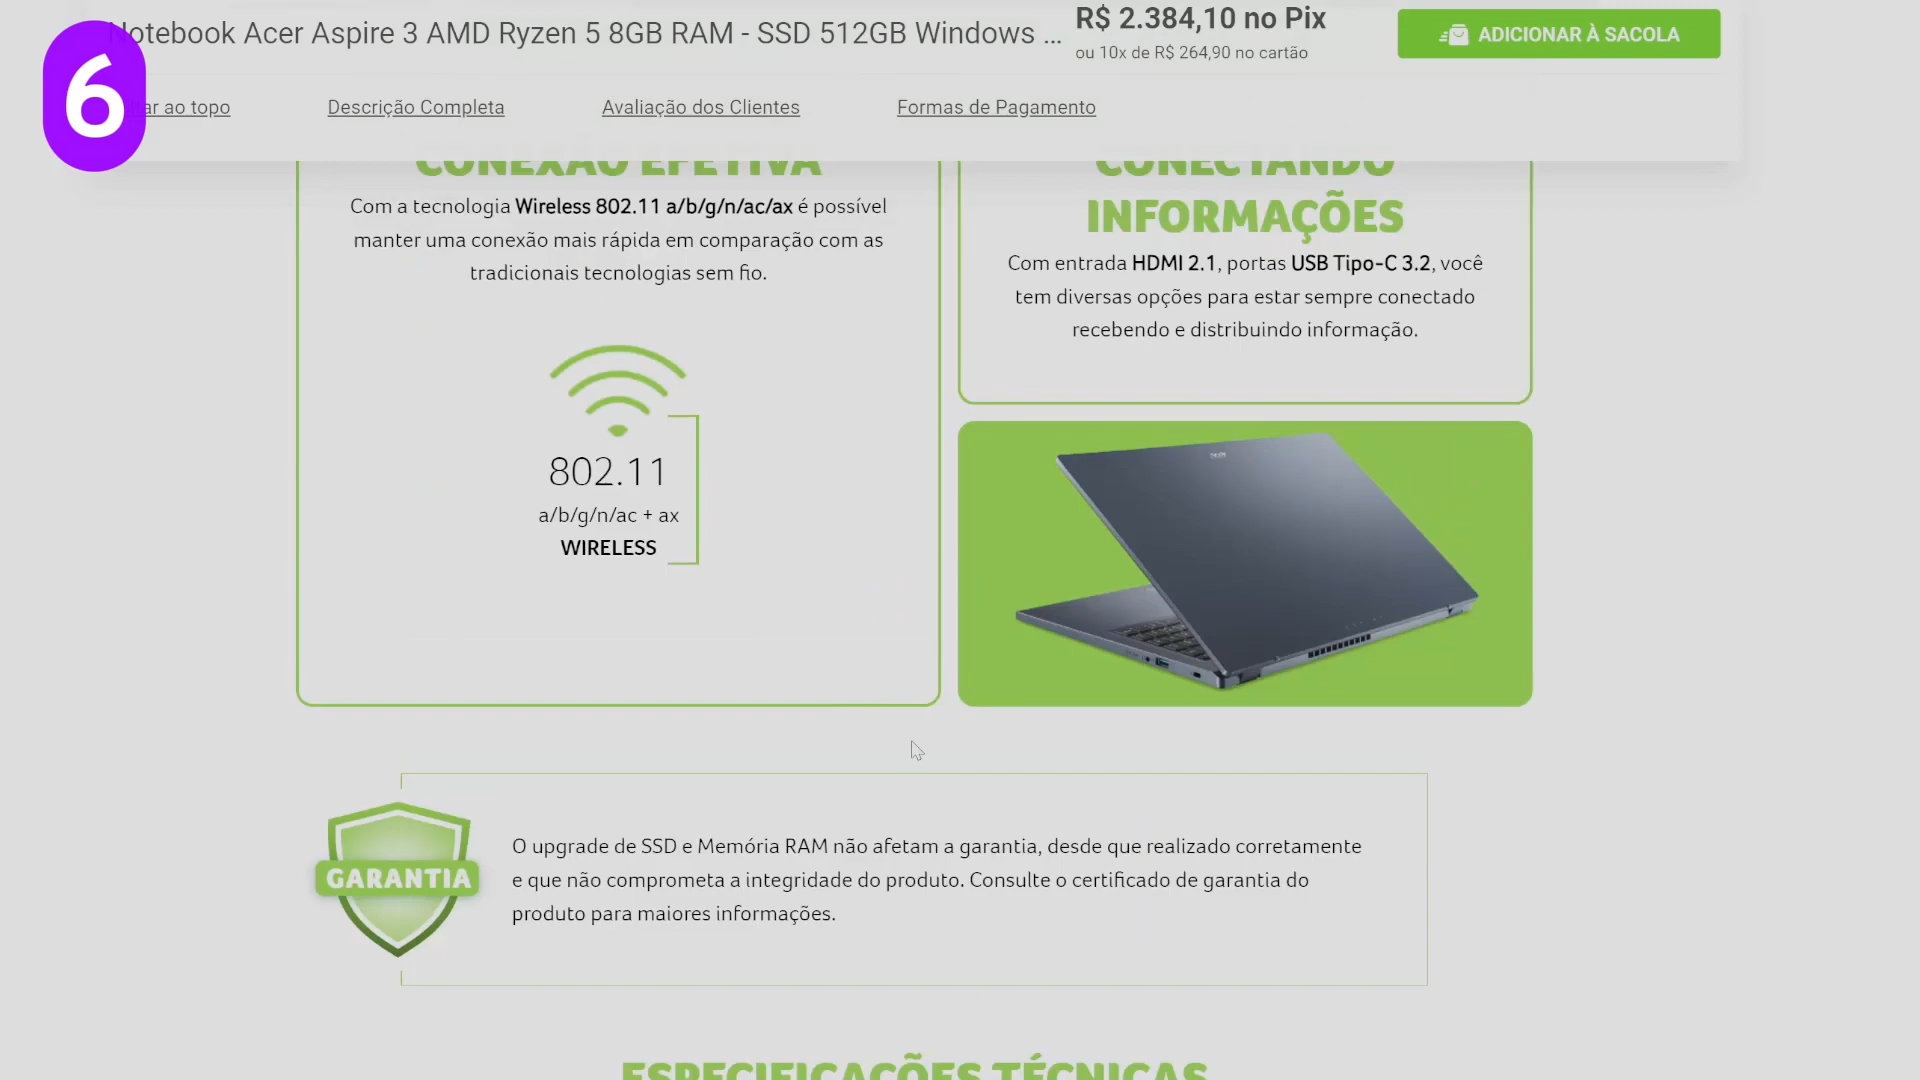 6
Notebook Acer Aspire 3 AMD Ryzen 5 8GB RAM - SSD 512GB Windows ...
R$ 2.384,10 no Pix
ou 10x de R$ 264,90 no cartão
ADICIONAR À SACOLA
ar ao topo
Descrição Completa
Avaliação dos Clientes
Formas de Pagamento
CONEXÃO EFETIVA
Com a tecnologia Wireless 802.11 a/b/g/n/ac/ax é possível
manter uma conexão mais rápida em comparação com as
tradicionais tecnologias sem fio.
802.11
a/b/g/n/ac + ax
WIRELESS
CONECTANDO
INFORMAÇÕES
Com entrada HDMI 2.1, portas USB Tipo-C 3.2, você
tem diversas opções para estar sempre conectado
recebendo e distribuindo informação.
GARANTIA
O upgrade de SSD e Memória RAM não afetam a garantia, desde que realizado corretamente
e que não comprometa a integridade do produto. Consulte o certificado de garantia do
produto para maiores informações.
ESPECIFICAÇÕES TÉCNICAS